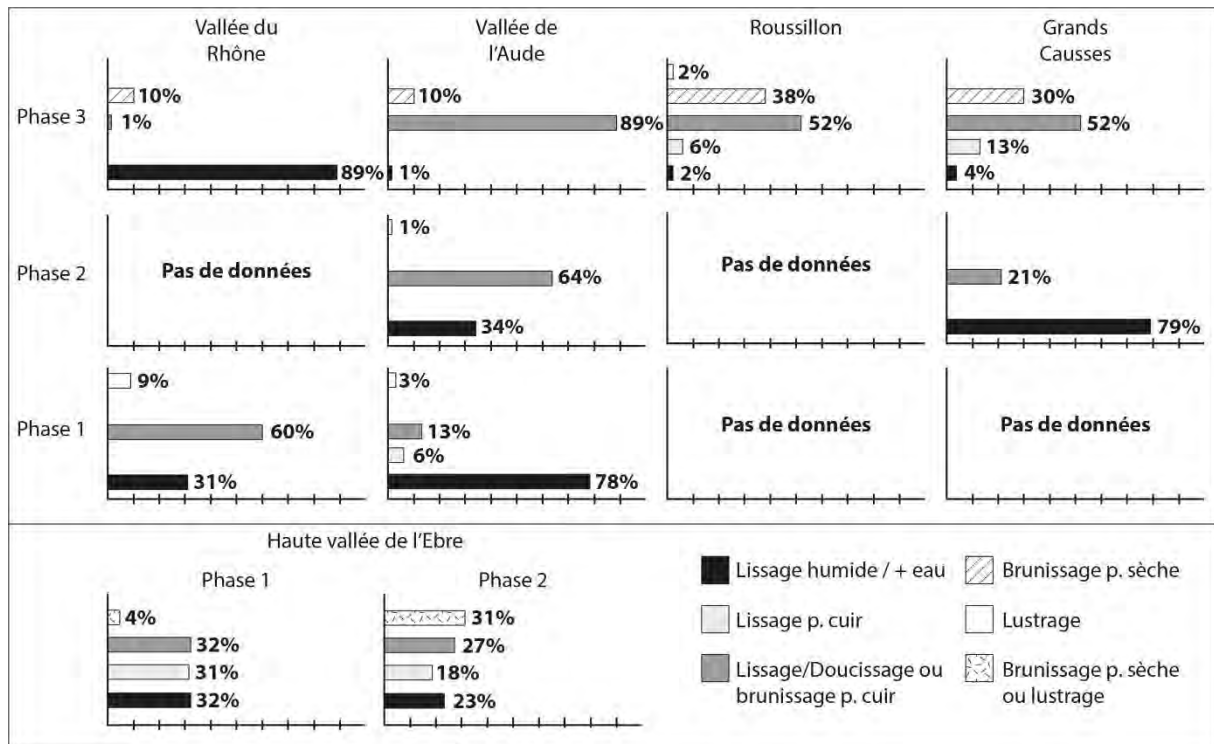 Vallée du
Rhône
Vallée de
l'Aude
Roussillon
Grands
Causses
Phase 3
10%
1%
89%
10%
89%
1%
2%
38%
52%
6%
2%
30%
52%
13%
4%
Phase 2
Pas de données
1%
64%
34%
Pas de données
21%
79%
Phase 1
9%
60%
31%
3%
13%
6%
78%
Pas de données
Pas de données
Haute vallée de l'Ebre
Phase 1
4%
32%
31%
32%
Phase 2
31%
27%
18%
23%
Lissage humide / + eau
Lissage p. cuir
Lissage/Doucissage ou
brunissage p. cuir
Brunissage p. sèche
Lustrage
Brunissage p. sèche
ou lustrage